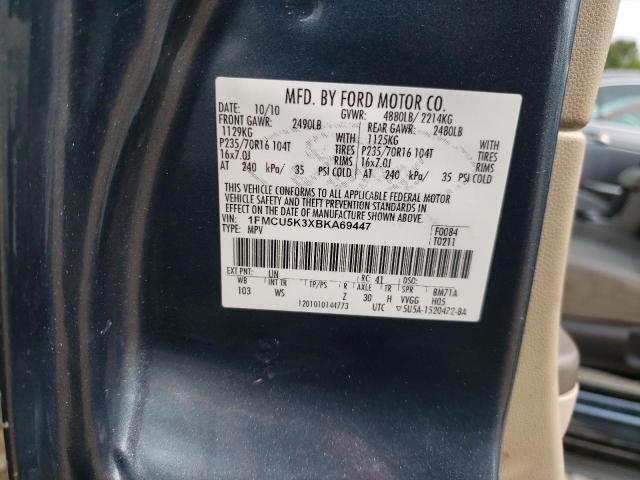 MFD. BY FORD MOTOR CO.
DATE: 10/10 GVWR: 4880LB/ 2214KG
FRONT GAWR: 2490LB REAR GAWR: 2480LB
1129KG WITH 1125KG WITH
P235/70R16 104T TIRES P235/70R16 104T TIRES
16x7.0J RIMS 16x7.0J RIMS
AT 240 kPa/ 35 PSI COLD AT 240 kPa/ 35 PSI COLD
THIS VEHICLE CONFORMS TO ALL APPLICABLE FEDERAL MOTOR
VEHICLE SAFETY AND THEFT PREVENTION STANDARDS IN
EFFECT ON THE DATE OF MANUFACTURE SHOWN ABOVE.
VIN: 1FMCU5K3XBKA69447 F0084
TYPE: MPV T0211
EXT PNT: UN RC: 41 DSO:
WB INT TR TP/PS R AXLE TR SPR BM71A
103 WS Z 30 H VVGG H05
1201010144773 UTC ▽5U5A-1520472-BA